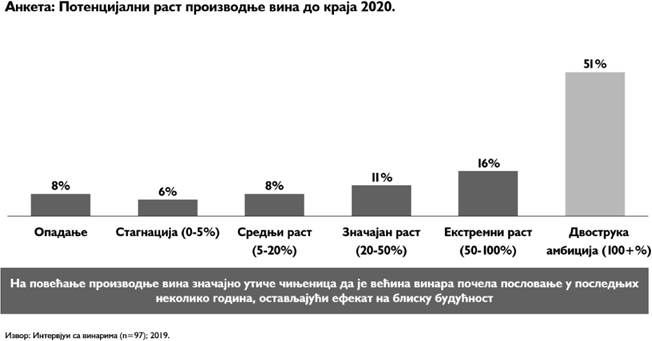 Анкета: Потенцијални раст производње вина до краја 2020.
51%
16%
11%
8%
6%
8%
Опадање
Стагнација (0-5%)
Средњи раст
(5-20%)
Значајан раст
(20-50%)
Екстремни раст
(50-100%)
Двострука
амбиција (100+%)
На повећање производње вина значајно утиче чињеница да је већина винара почела пословање у последњих
неколико година, остављајући ефекат на блиску будућност
Извор: Интервјуи са винарима (n=97); 2019.